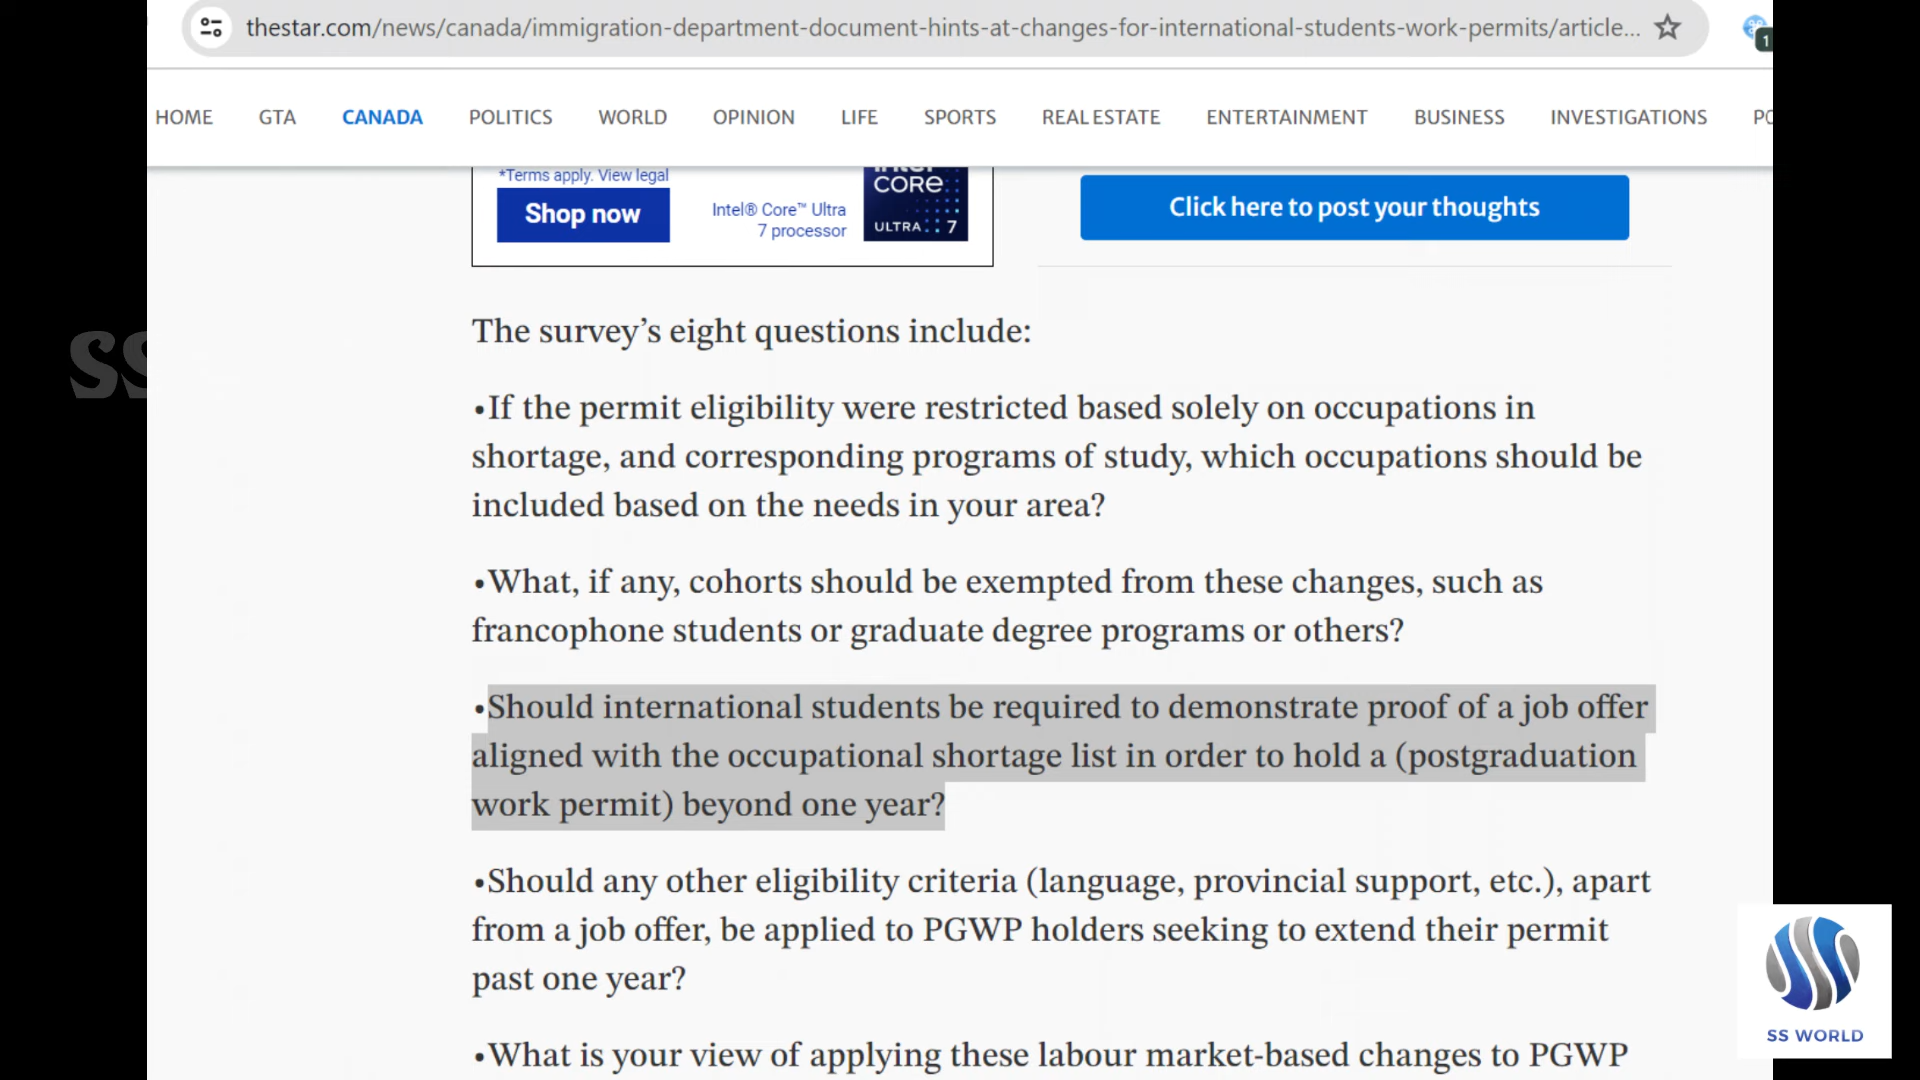 thestar.com/news/canada/immigration-department-document-hints-at-changes-for-international-students-work-permits/article...
1
HOME GTA CANADA POLITICS WORLD OPINION LIFE SPORTS REAL ESTATE ENTERTAINMENT BUSINESS INVESTIGATIONS
*Terms apply. View legal
Shop now
Intel® Core™ Ultra
7 processor
intel
CORE
ULTRA 7
Click here to post your thoughts
The survey’s eight questions include:
•If the permit eligibility were restricted based solely on occupations in
shortage, and corresponding programs of study, which occupations should be
included based on the needs in your area?
•What, if any, cohorts should be exempted from these changes, such as
francophone students or graduate degree programs or others?
SS
•Should international students be required to demonstrate proof of a job offer
aligned with the occupational shortage list in order to hold a (postgraduation
work permit) beyond one year?
•Should any other eligibility criteria (language, provincial support, etc.), apart
from a job offer, be applied to PGWP holders seeking to extend their permit
past one year?
•What is your view of applying these labour market-based changes to PGWP
SS WORLD